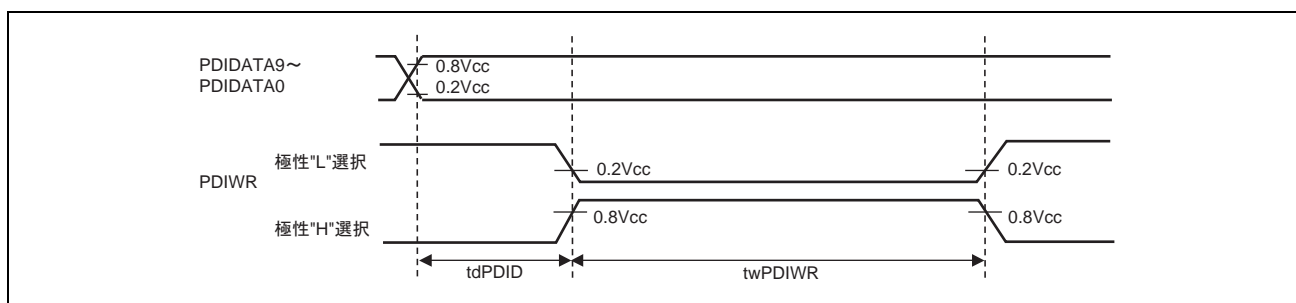 PDIDATA9～
PDIDATA0
0.8Vcc
0.2Vcc
極性"L"選択
0.2Vcc
0.2Vcc
PDIWR
0.8Vcc
0.8Vcc
極性"H"選択
tdPDID
twPDIWR